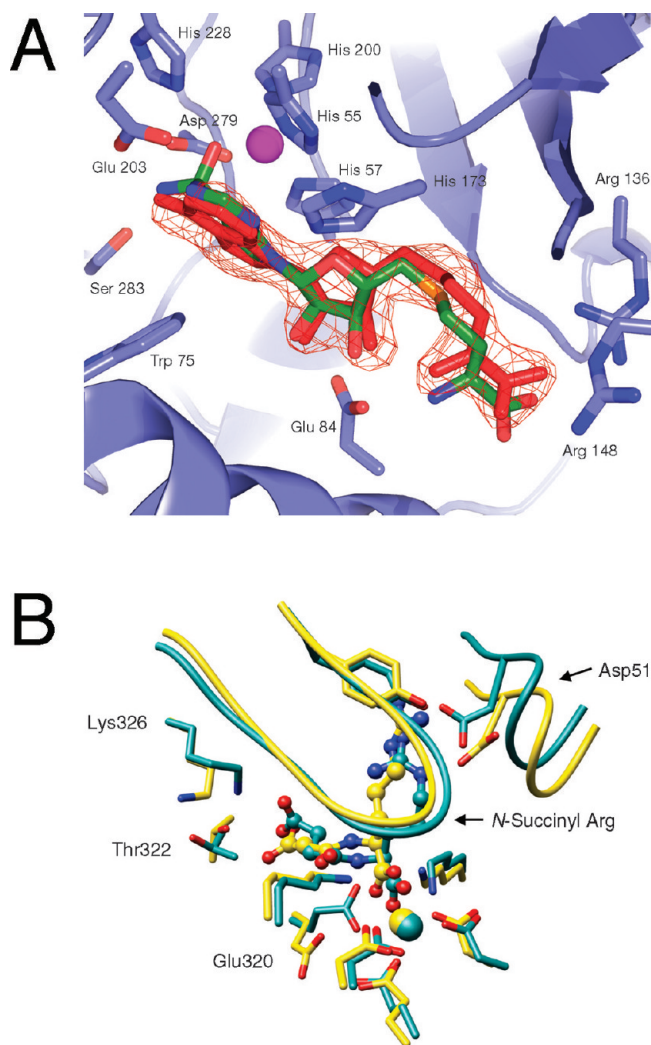 A
His 228
His 200
Asp 279
His 55
Glu 203
His 57
His 173
Arg 136
Ser 283
Trp 75
Glu 84
Arg 148
B
Asp51
Lys326
N-Succinyl Arg
Thr322
Glu320